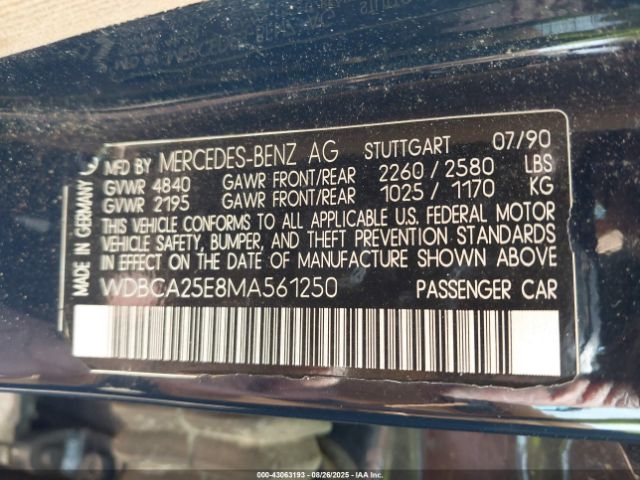 MADE IN GERMANY
MFD BY MERCEDES-BENZ AG STUTTGART 07/90
GVWR 4840 GAWR FRONT/REAR 2260 / 2580 LBS
GVWR 2195 GAWR FRONT/REAR 1025 / 1170 KG
THIS VEHICLE CONFORMS TO ALL APPLICABLE U.S. FEDERAL MOTOR
VEHICLE SAFETY, BUMPER, AND THEFT PREVENTION STANDARDS
IN EFFECT ON THE DATE OF MANUFACTURE SHOWN ABOVE
WDBCA25E8MA561250 PASSENGER CAR
000-43063193 - 08/26/2025 - IAAI.COM